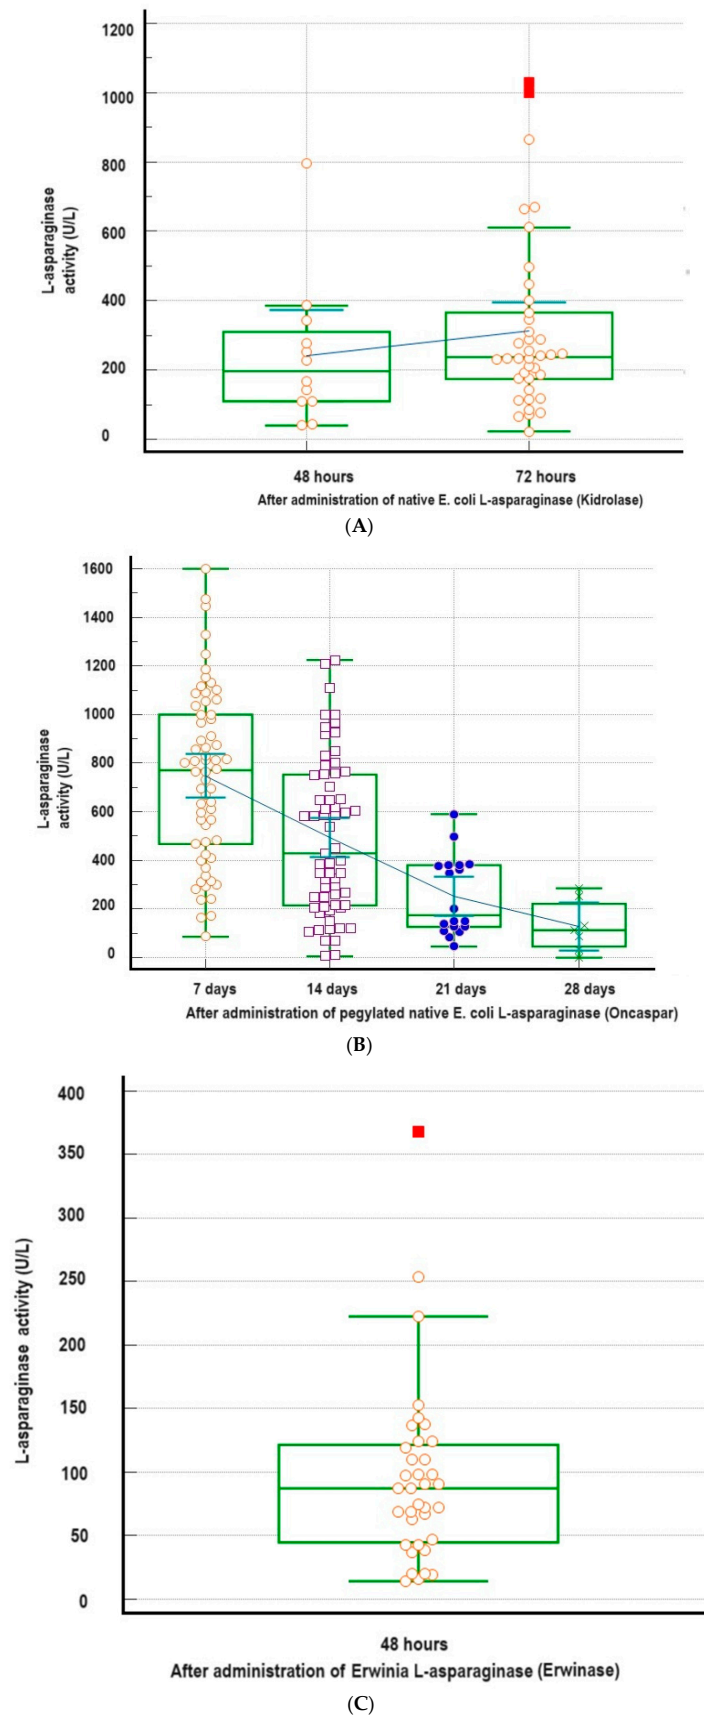 1200
1000
800
600
400
200
0
L-asparaginase
activity (U/L)
48 hours
72 hours
After administration of native E. coli L-asparaginase (Kidrolase)
(A)
1600
1400
1200
1000
800
600
400
200
0
L-asparaginase
activity (U/L)
7 days
14 days
21 days
28 days
After administration of pegylated native E. coli L-asparaginase (Oncaspar)
(B)
400
350
300
250
200
150
100
50
0
L-asparaginase activity (U/L)
48 hours
After administration of Erwinia L-asparaginase (Erwinase)
(C)